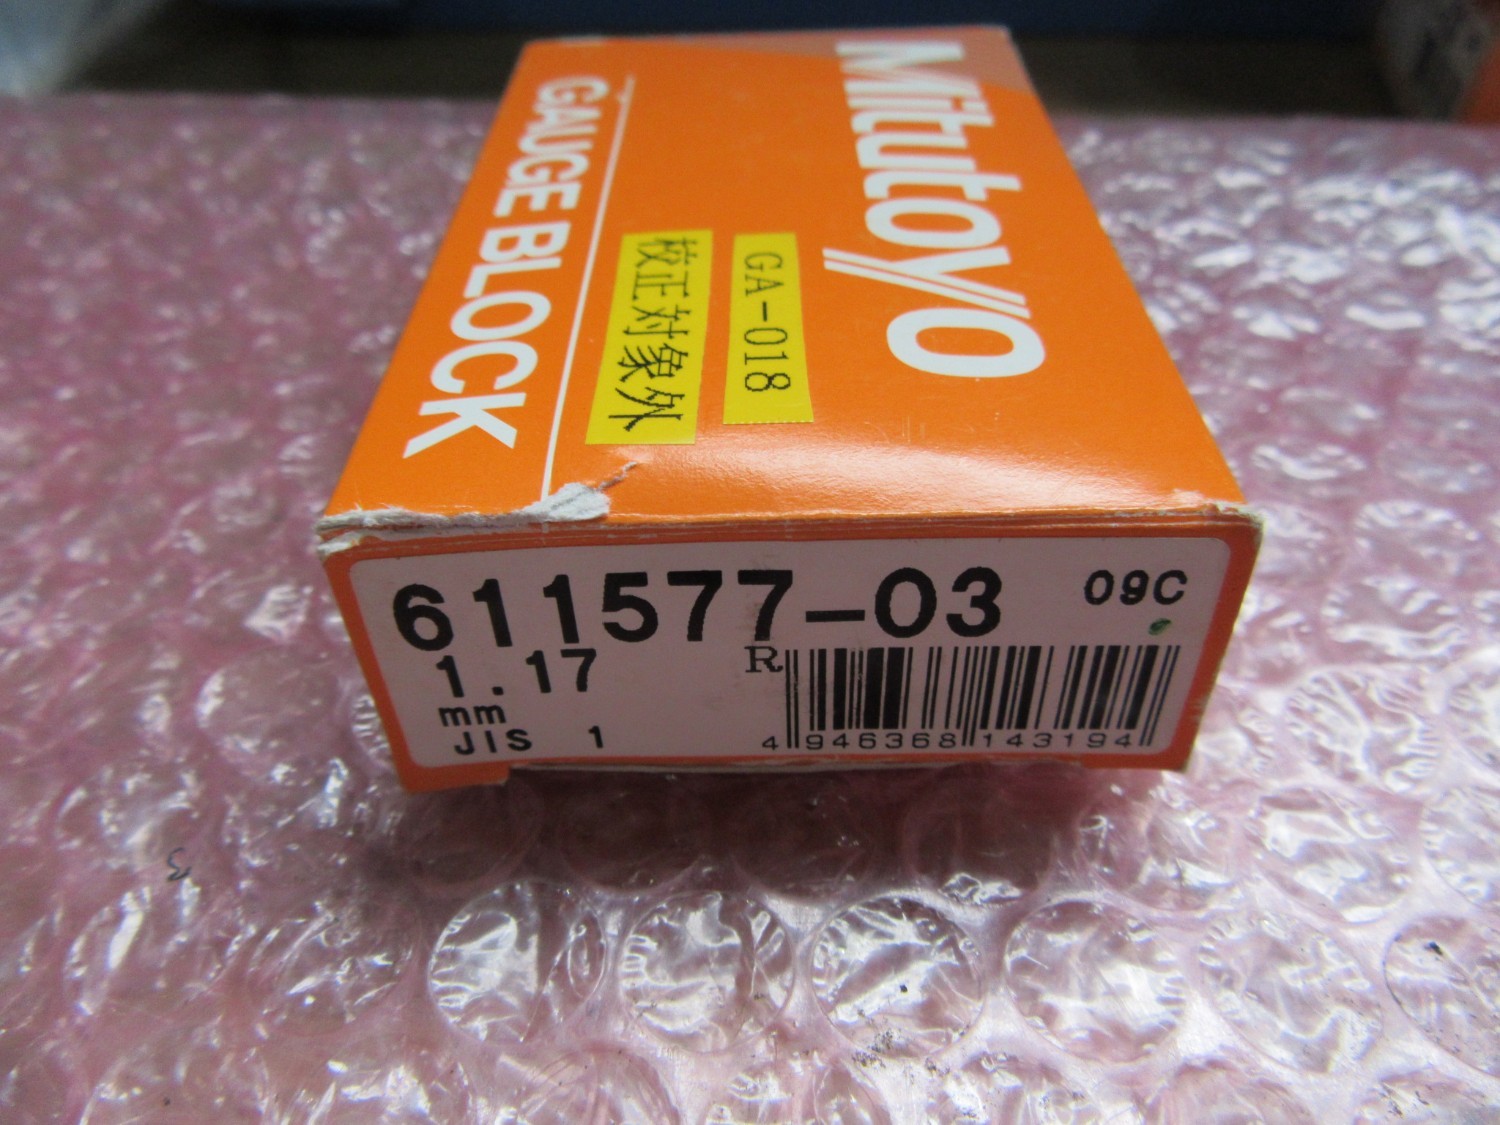 Mitutoyo
GA-018
校正対象外
GAUGE BLOCK
611577-03
09C
1.17
R
mm
JIS 1
4 946368 143194